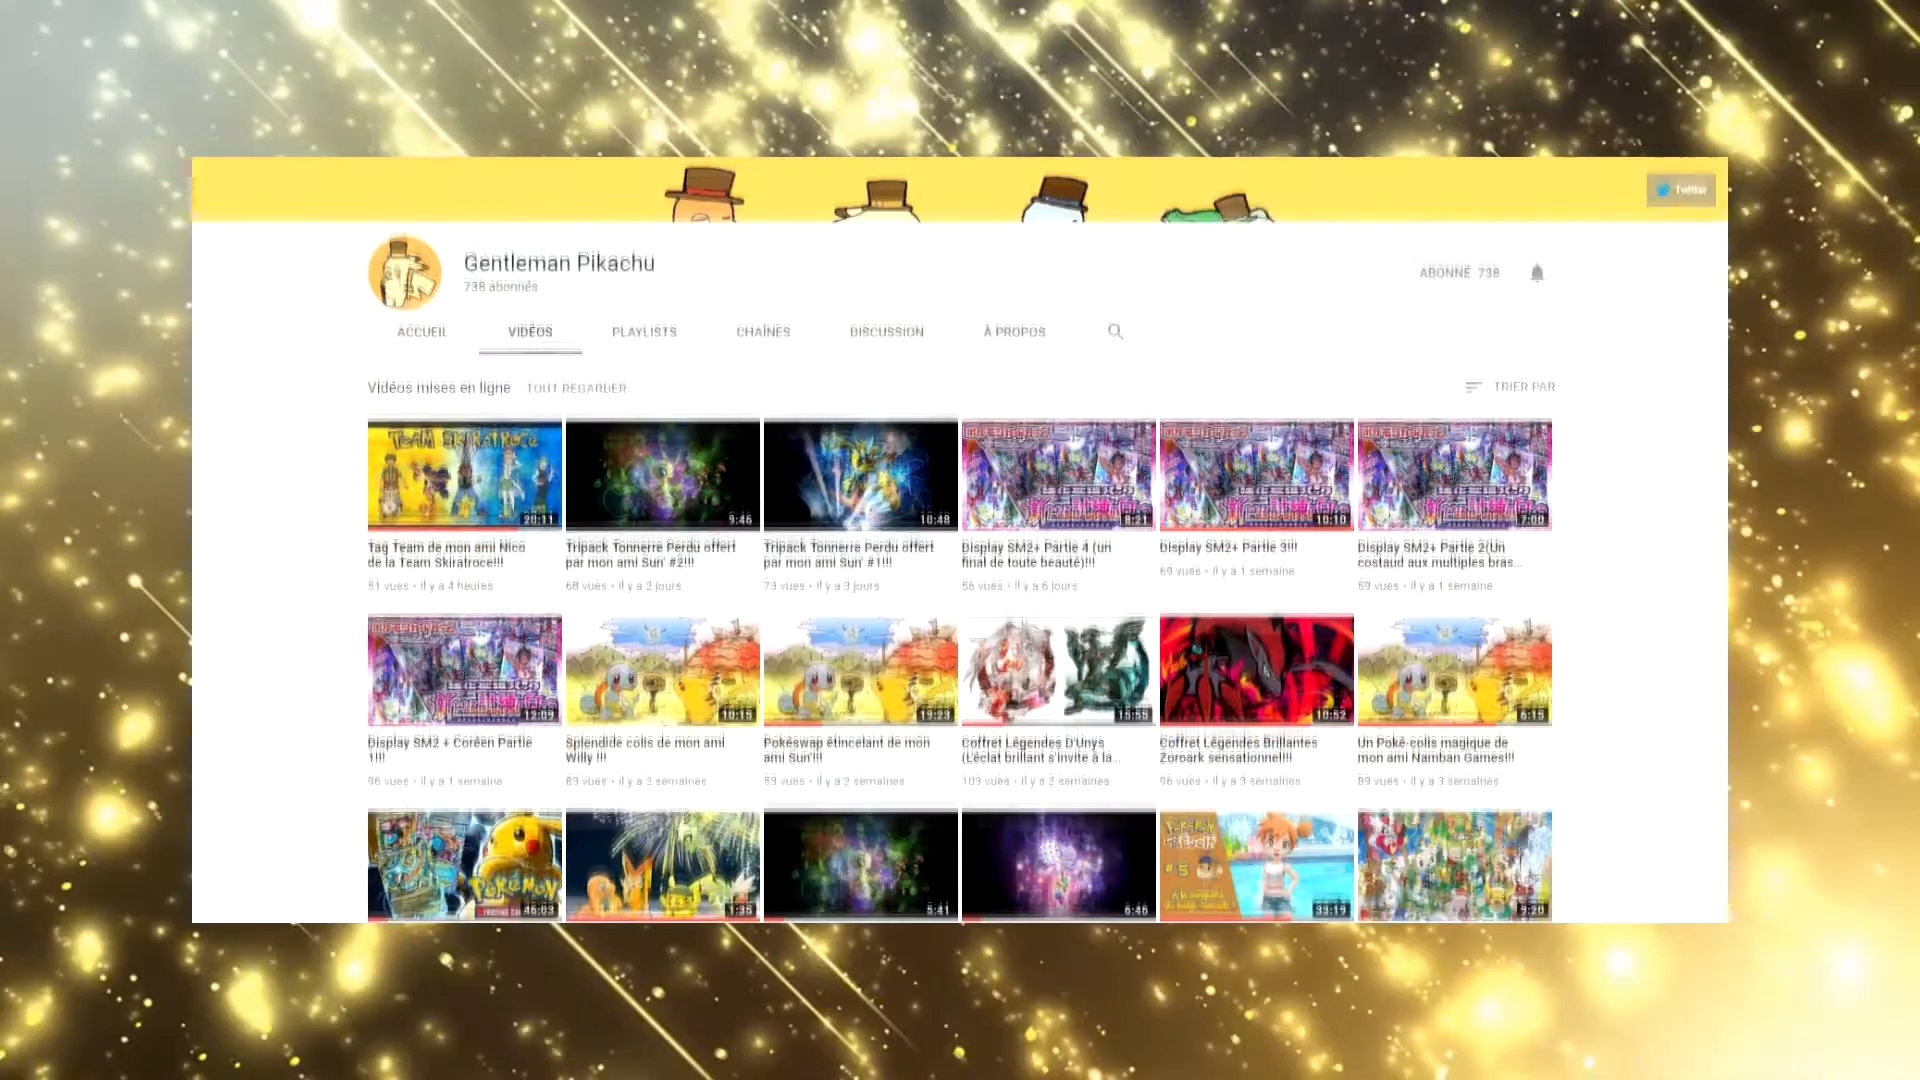 Twitter
Gentleman Pikachu
738 abonnés
ABONNÉ 738
ACCUEIL VIDÉOS PLAYLISTS CHAÎNES DISCUSSION À PROPOS
Vidéos mises en ligne TOUT REGARDER
TRIER PAR
TEAM SKIRATROCE
20:11
9:46
10:48
8:21
10:10
7:00
Tag Team de mon ami Nico
de la Team Skiratroce!!!
51 vues • il y a 4 heures
Tripack Tonnerre Perdu offert
par mon ami Sun' #2!!!
68 vues • il y a 2 jours
Tripack Tonnerre Perdu offert
par mon ami Sun' #1!!!
73 vues • il y a 3 jours
Display SM2+ Partie 4 (un
final de toute beauté)!!!
56 vues • il y a 6 jours
Display SM2+ Partie 3!!!
69 vues • il y a 1 semaine
Display SM2+ Partie 2(Un
costaud aux multiples bras...
59 vues • il y a 1 semaine
12:09
10:15
19:23
15:55
10:52
6:15
Display SM2 + Coréen Partie
1!!!
96 vues • il y a 1 semaine
Splendide colis de mon ami
Willy !!!
63 vues • il y a 2 semaines
Pokéswap étincelant de mon
ami Sun'!!!
53 vues • il y a 2 semaines
Coffret Légendes D'Unys
(L'éclat brillant s'invite à la...
103 vues • il y a 2 semaines
Coffret Légendes Brillantes
Zoroark sensationnel!!!
96 vues • il y a 3 semaines
Un Poké-colis magique de
mon ami Namban Games!!!
89 vues • il y a 3 semaines
POKÉMON
46:03
1:35
5:41
6:46
POKÉMON
#5
33:19
9:20